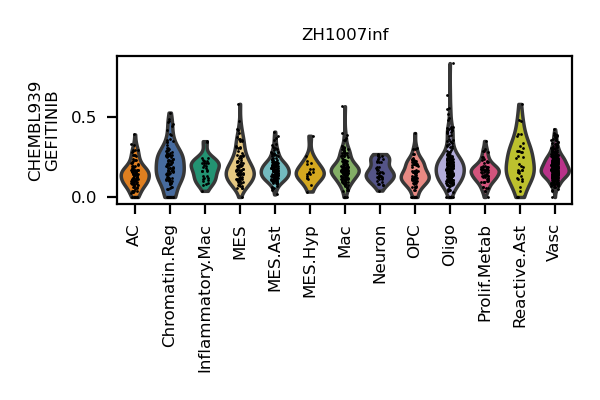 ZH1007inf
CHEMBL939
GEFITINIB
0.5
0.0
AC
Chromatin.Reg
Inflammatory.Mac
MES
MES.Ast
MES.Hyp
Mac
Neuron
OPC
Oligo
Prolif.Metab
Reactive.Ast
Vasc